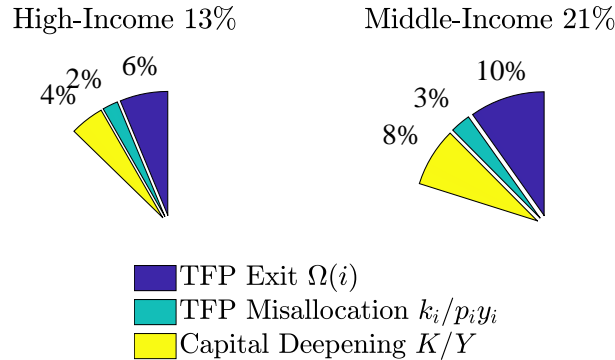 High-Income 13%
4%
2%
6%
Middle-Income 21%
8%
3%
10%
TFP Exit Ω(i)
TFP Misallocation k_i/p_iy_i
Capital Deepening K/Y